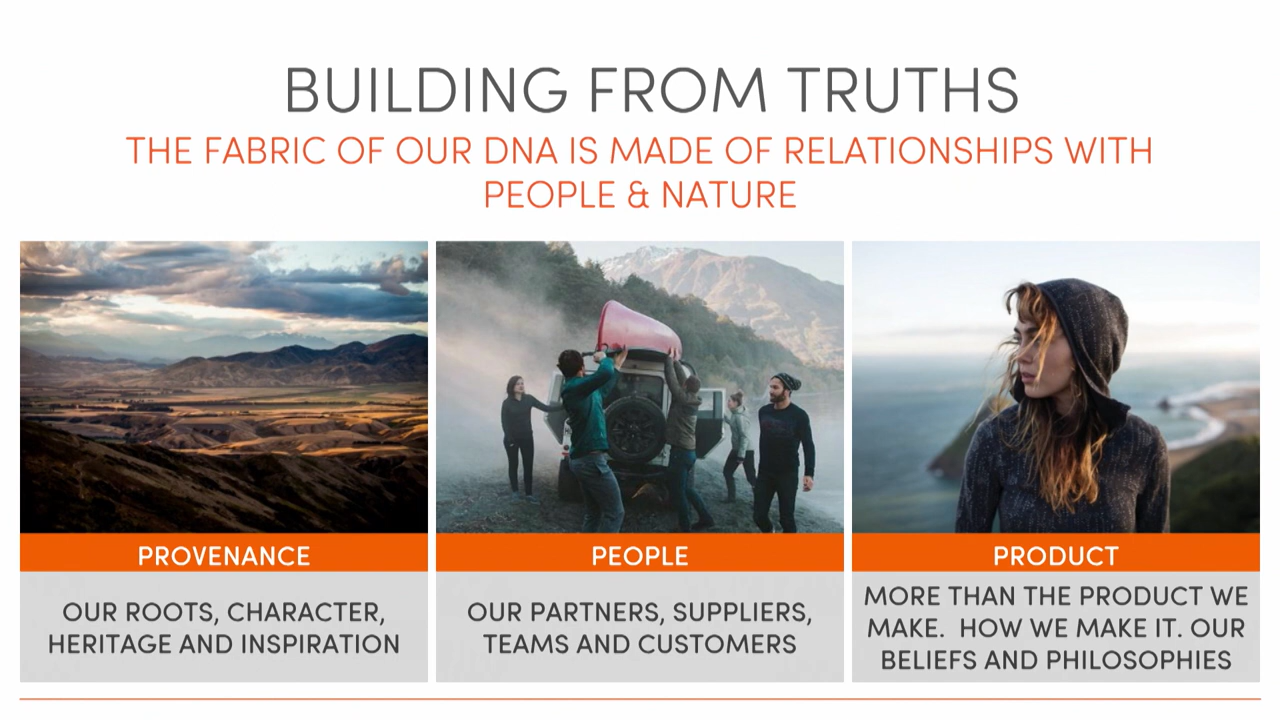 BUILDING FROM TRUTHS
THE FABRIC OF OUR DNA IS MADE OF RELATIONSHIPS WITH
PEOPLE & NATURE
PROVENANCE
OUR ROOTS, CHARACTER,
HERITAGE AND INSPIRATION
PEOPLE
OUR PARTNERS, SUPPLIERS,
TEAMS AND CUSTOMERS
PRODUCT
MORE THAN THE PRODUCT WE
MAKE.  HOW WE MAKE IT. OUR
BELIEFS AND PHILOSOPHIES